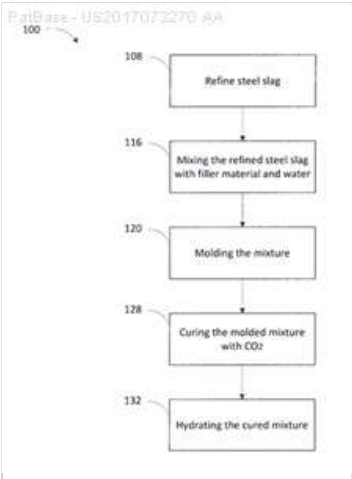 PatBase - US2017073270 AA
100
108
Refine steel slag
116
Mixing the refined steel slag
with filler material and water
120
Molding the mixture
128
Curing the molded mixture
with CO2
132
Hydrating the cured mixture